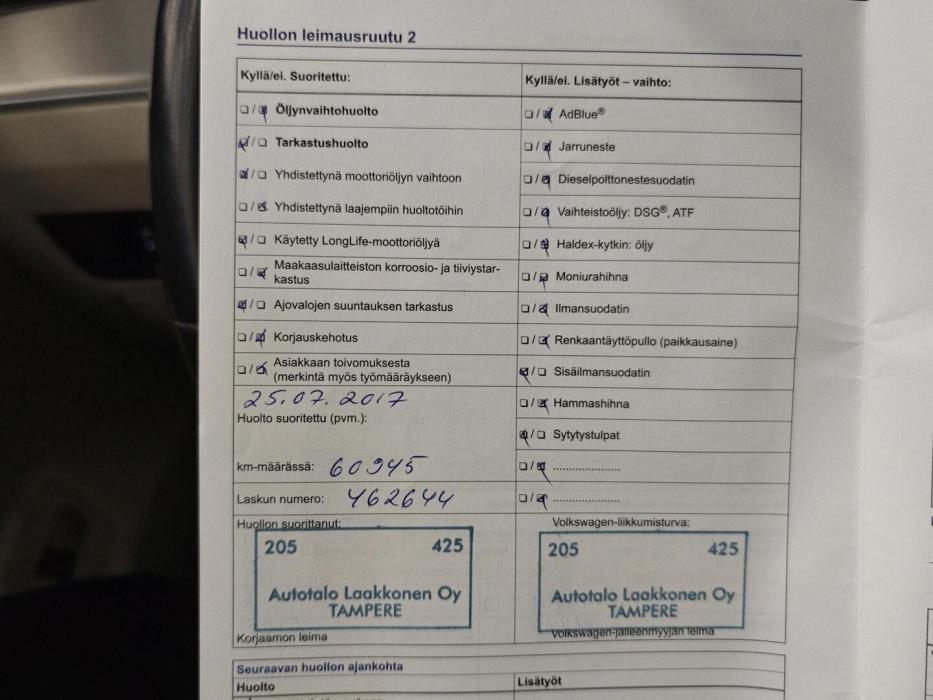 Huollon leimausruutu 2
Kyllä/ei. Suoritettu:
Öljynvaihtohuolto
Tarkastushuolto
Yhdistettynä moottoriöljyn vaihtoon
Yhdistettynä laajempiin huoltotöihin
Käytetty LongLife-moottoriöljyä
Maakaasulaitteiston korroosio- ja tiiviystar-
kastus
Ajovalojen suuntauksen tarkastus
Korjauskehotus
Asiakkaan toivomuksesta
(merkintä myös työmääräykseen)
25.07.2017
Huolto suoritettu (pvm.):
km-määrässä: 60945
Laskun numero: 462644
Huollon suorittanut:
205 425
Autotalo Laakkonen Oy
TAMPERE
Korjaamon leima
Kyllä/ei. Lisätyöt – vaihto:
AdBlue®
Jarruneste
Dieselpolttonestesuodatin
Vaihteistoöljy: DSG®, ATF
Haldex-kytkin: öljy
Moniurahihna
Ilmansuodatin
Renkaantäyttöpullo (paikkausaine)
Sisäilmansuodatin
Hammashihna
Sytytystulpat
Volkswagen-liikkumisturva:
205 425
Autotalo Laakkonen Oy
TAMPERE
Volkswagen-jälleenmyyjän leima
Seuraavan huollon ajankohta
Huolto
Lisätyöt